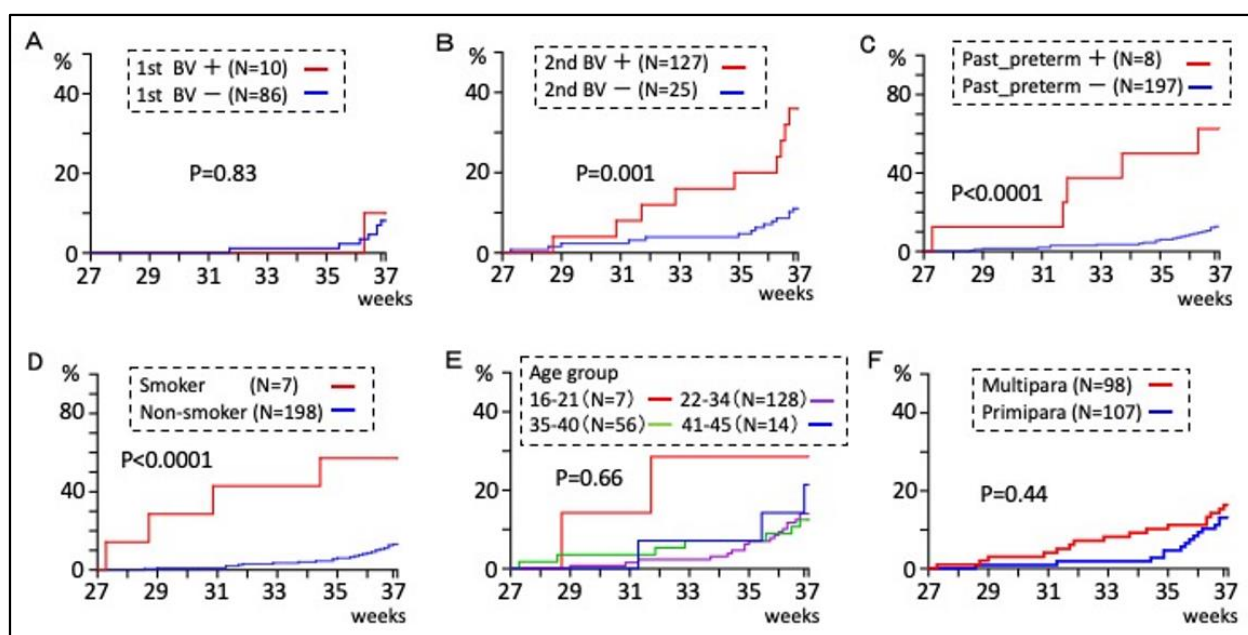 A
%
1st BV + (N=10)
1st BV − (N=86)
40
20
0
P=0.83
27 29 31 33 35 37
weeks
B
%
2nd BV + (N=127)
2nd BV − (N=25)
40
20
0
P=0.001
27 29 31 33 35 37
weeks
C
%
Past_preterm + (N=8)
Past_preterm − (N=197)
80
40
0
P<0.0001
27 29 31 33 35 37
weeks
D
%
Smoker (N=7)
Non-smoker (N=198)
80
40
0
P<0.0001
27 29 31 33 35 37
weeks
E
%
Age group
16-21(N=7) 22-34(N=128)
35-40(N=56) 41-45(N=14)
40
20
0
P=0.66
27 29 31 33 35 37
weeks
F
%
Multipara (N=98)
Primipara (N=107)
40
20
0
P=0.44
27 29 31 33 35 37
weeks